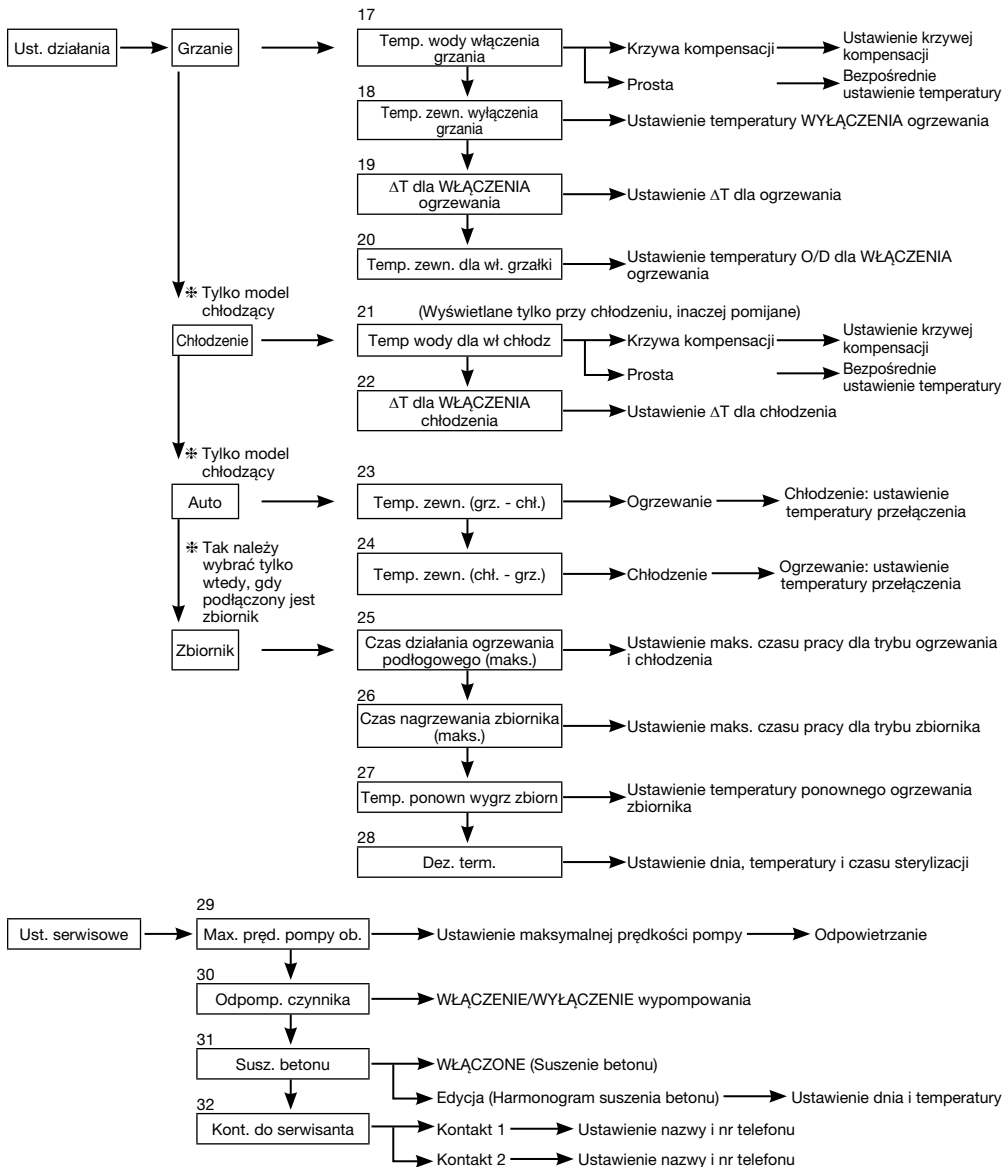 17
Ust. działania
Grzanie
Temp. wody włączenia
grzania
Krzywa kompensacji
Ustawienie krzywej
kompensacji
Prosta
Bezpośrednie
ustawienie temperatury
18
Temp. zewn. wyłączenia
grzania
Ustawienie temperatury WYŁĄCZENIA ogrzewania
19
∆T dla WŁĄCZENIA
ogrzewania
Ustawienie ∆T dla ogrzewania
20
Temp. zewn. dla wł. grzałki
Ustawienie temperatury O/D dla WŁĄCZENIA
ogrzewania
❉ Tylko model
chłodzący
21
(Wyświetlane tylko przy chłodzeniu, inaczej pomijane)
Chłodzenie
Temp wody dla wł chłodz
Krzywa kompensacji
Ustawienie krzywej
kompensacji
Prosta
Bezpośrednie
ustawienie temperatury
22
∆T dla WŁĄCZENIA
chłodzenia
Ustawienie ∆T dla chłodzenia
❉ Tylko model
chłodzący
23
Auto
Temp. zewn. (grz. - chł.)
Ogrzewanie
Chłodzenie: ustawienie
temperatury przełączenia
❉ Tak należy
wybrać tylko
wtedy, gdy
podłączony jest
zbiornik
24
Temp. zewn. (chł. - grz.)
Chłodzenie
Ogrzewanie: ustawienie
temperatury przełączenia
25
Zbiornik
Czas działania ogrzewania
podłogowego (maks.)
Ustawienie maks. czasu pracy dla trybu ogrzewania
i chłodzenia
26
Czas nagrzewania zbiornika
(maks.)
Ustawienie maks. czasu pracy dla trybu zbiornika
27
Temp. ponown wygrz zbiorn
Ustawienie temperatury ponownego ogrzewania
zbiornika
28
Dez. term.
Ustawienie dnia, temperatury i czasu sterylizacji
29
Ust. serwisowe
Max. pręd. pompy ob.
Ustawienie maksymalnej prędkości pompy
Odpowietrzanie
30
Odpomp. czynnika
WŁĄCZENIE/WYŁĄCZENIE wypompowania
31
Susz. betonu
WŁĄCZONE (Suszenie betonu)
Edycja (Harmonogram suszenia betonu)
Ustawienie dnia i temperatury
32
Kont. do serwisanta
Kontakt 1
Ustawienie nazwy i nr telefonu
Kontakt 2
Ustawienie nazwy i nr telefonu